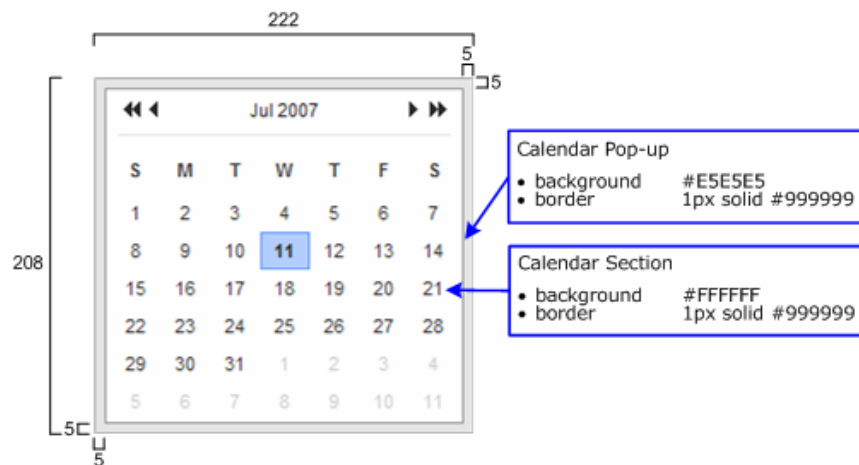 222
5
5
Jul 2007
S M T W T F S
1 2 3 4 5 6 7
8 9 10 11 12 13 14
15 16 17 18 19 20 21
22 23 24 25 26 27 28
29 30 31 1 2 3 4
5 6 7 8 9 10 11
208
5
5
Calendar Pop-up
• background #E5E5E5
• border 1px solid #999999
Calendar Section
• background #FFFFFF
• border 1px solid #999999